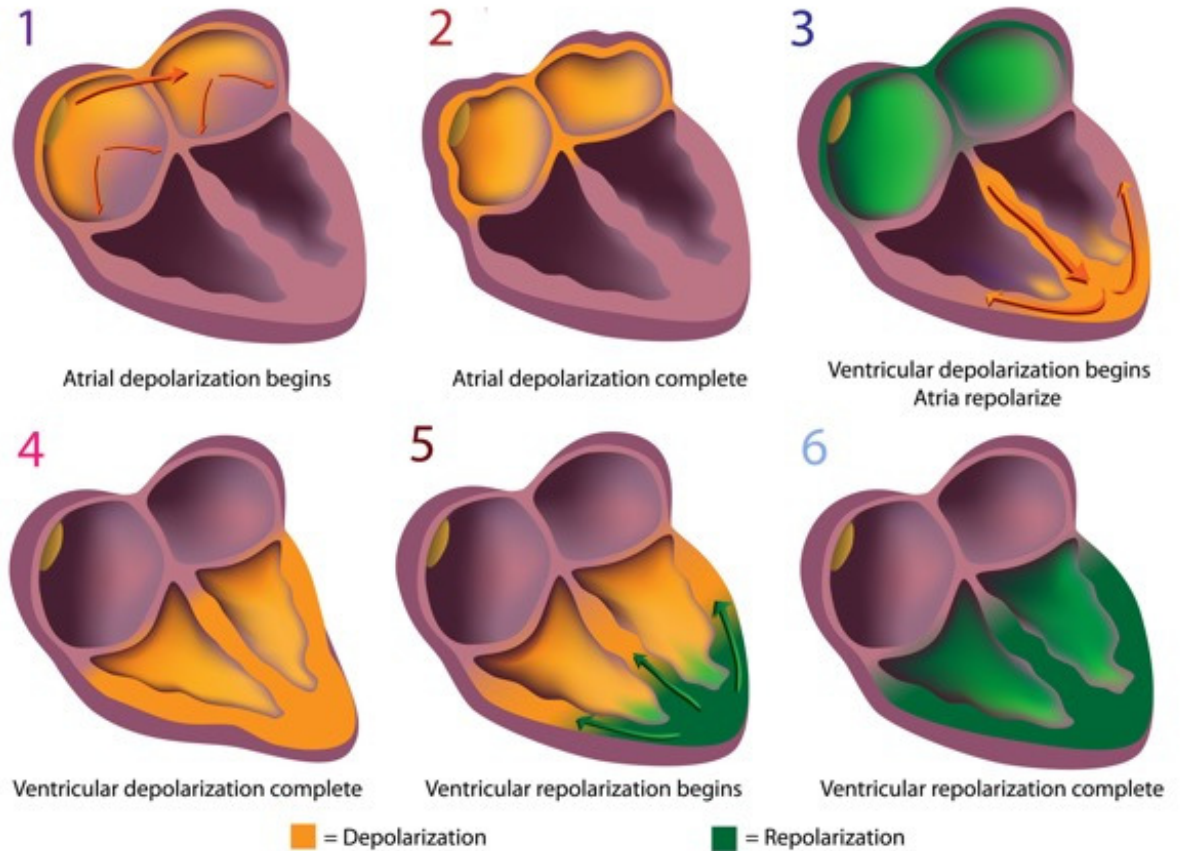 1
2
3
Atrial depolarization begins
Atrial depolarization complete
Ventricular depolarization begins
Atria repolarize
4
5
6
Ventricular depolarization complete
Ventricular repolarization begins
Ventricular repolarization complete
= Depolarization
= Repolarization